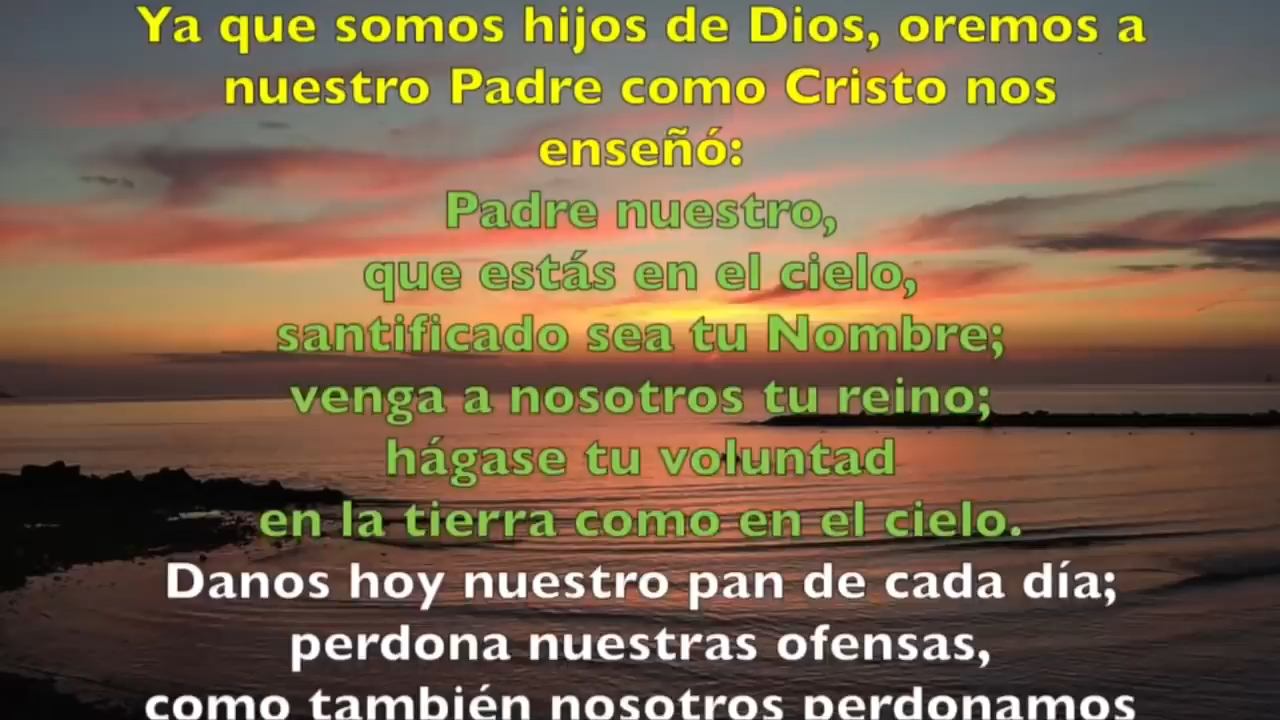 Ya que somos hijos de Dios, oremos a
nuestro Padre como Cristo nos
enseñó:
Padre nuestro,
que estás en el cielo,
santificado sea tu Nombre;
venga a nosotros tu reino;
hágase tu voluntad
en la tierra como en el cielo.
Danos hoy nuestro pan de cada día;
perdona nuestras ofensas,
como también nosotros perdonamos